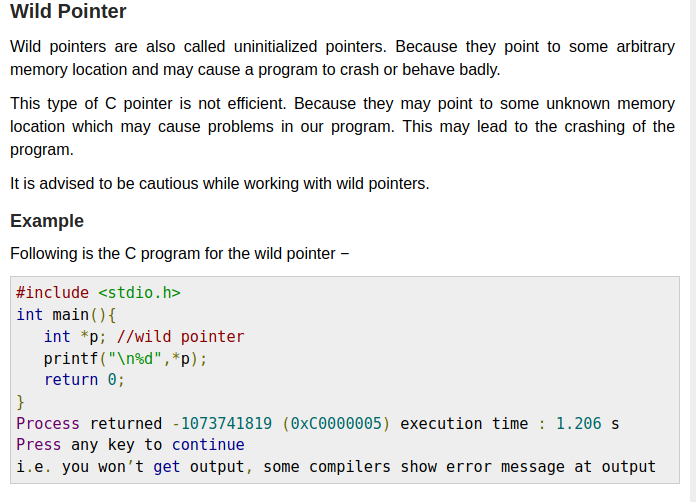 Wild Pointer
Wild pointers are also called uninitialized pointers. Because they point to some arbitrary
memory location and may cause a program to crash or behave badly.
This type of C pointer is not efficient. Because they may point to some unknown memory
location which may cause problems in our program. This may lead to the crashing of the
program.
It is advised to be cautious while working with wild pointers.
Example
Following is the C program for the wild pointer −
#include <stdio.h>
int main(){
   int *p; //wild pointer
   printf("\n%d",*p);
   return 0;
}
Process returned -1073741819 (0xC0000005) execution time : 1.206 s
Press any key to continue
i.e. you won’t get output, some compilers show error message at output